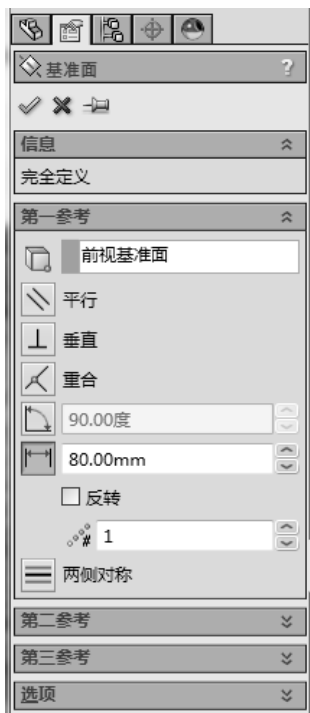 基准面 ?
信息
完全定义
第一参考
前视基准面
平行
垂直
重合
90.00度
80.00mm
反转
# 1
两侧对称
第二参考
第三参考
选项